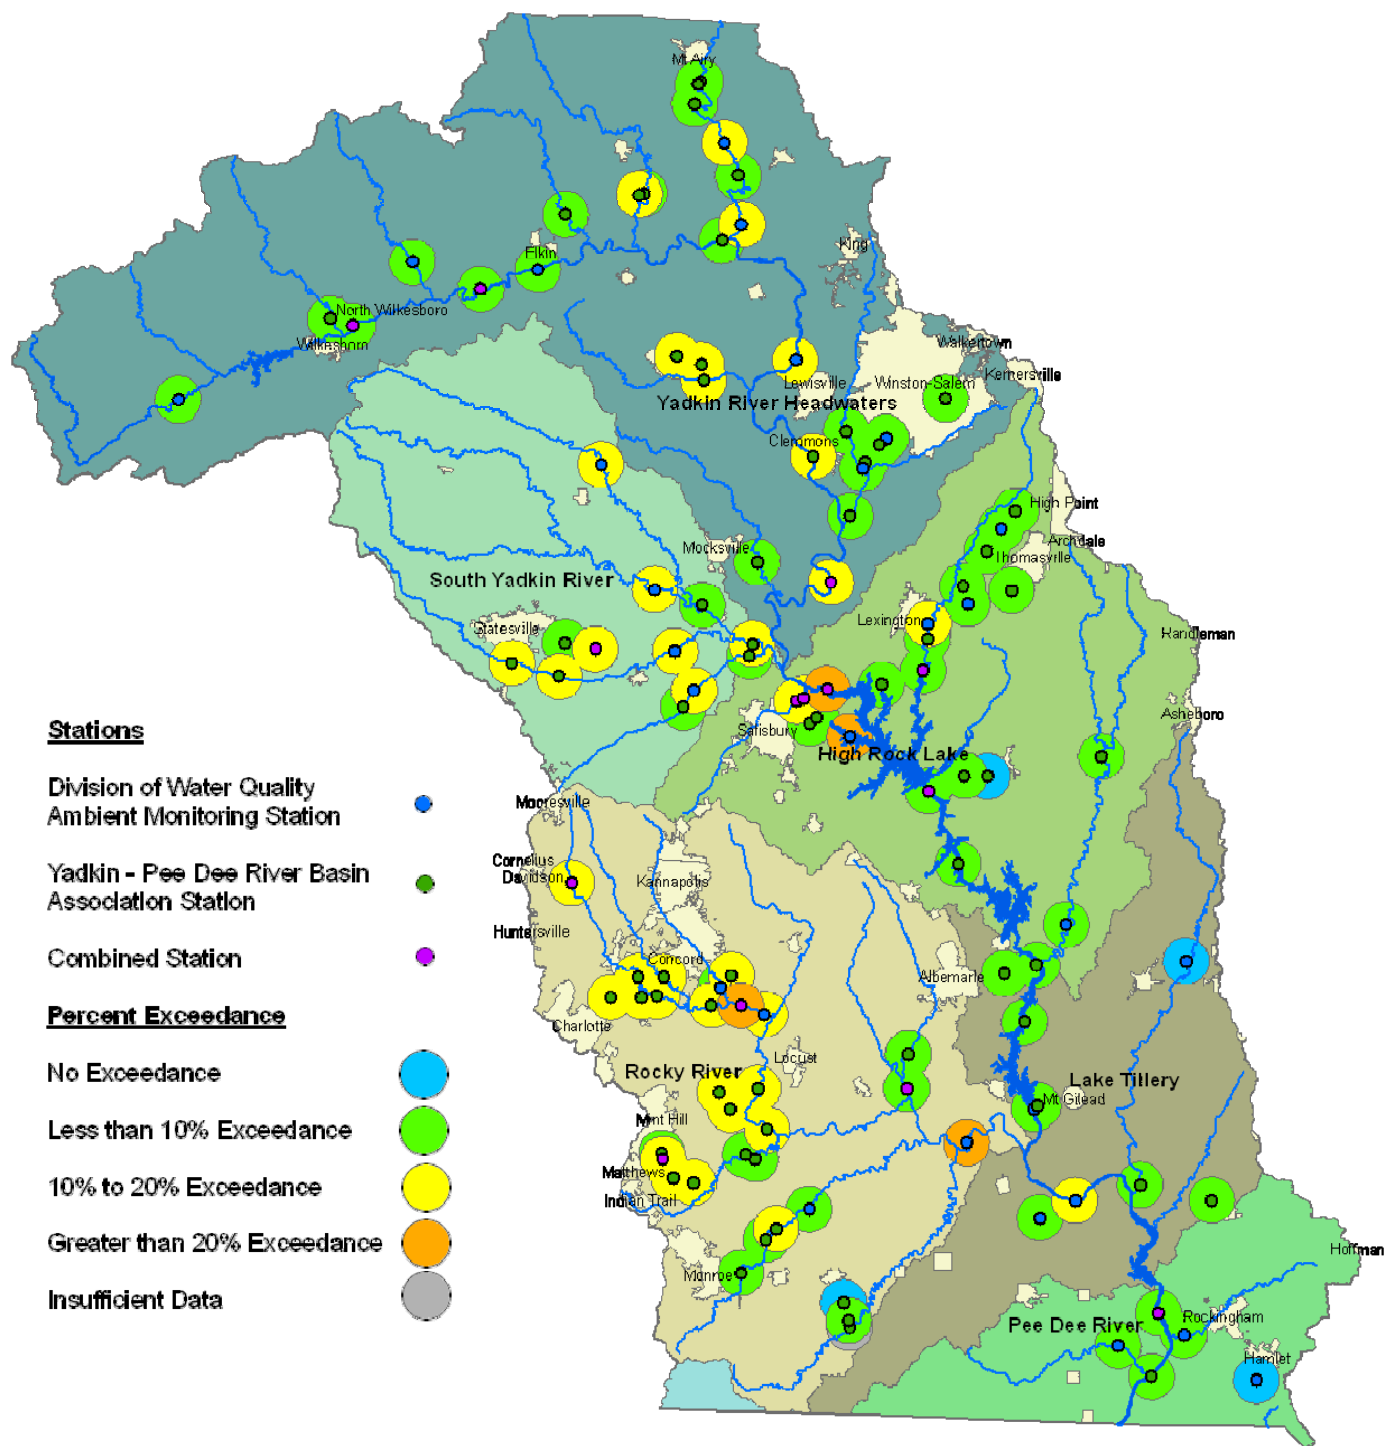 Mt Airy
King
Elkin
North Wilkesboro
Wilkesboro
Walkertown
Kernersville
Lewisville
Winston-Salem
Yadkin River Headwaters
Clemmons
High Point
Archdale
Thomasville
Mocksville
South Yadkin River
Lexington
Statesville
Randleman
Asheboro
Salisbury
High Rock Lake
Stations
Division of Water Quality
Ambient Monitoring Station
Yadkin - Pee Dee River Basin
Association Station
Combined Station
Percent Exceedance
No Exceedance
Less than 10% Exceedance
10% to 20% Exceedance
Greater than 20% Exceedance
Insufficient Data
Mooresville
Cornelius
Davidson
Kannapolis
Huntersville
Concord
Albemarle
Charlotte
Locust
Rocky River
Lake Tillery
Mt Gilead
Mint Hill
Matthews
Indian Trail
Monroe
Hoffman
Pee Dee River
Rockingham
Hamlet